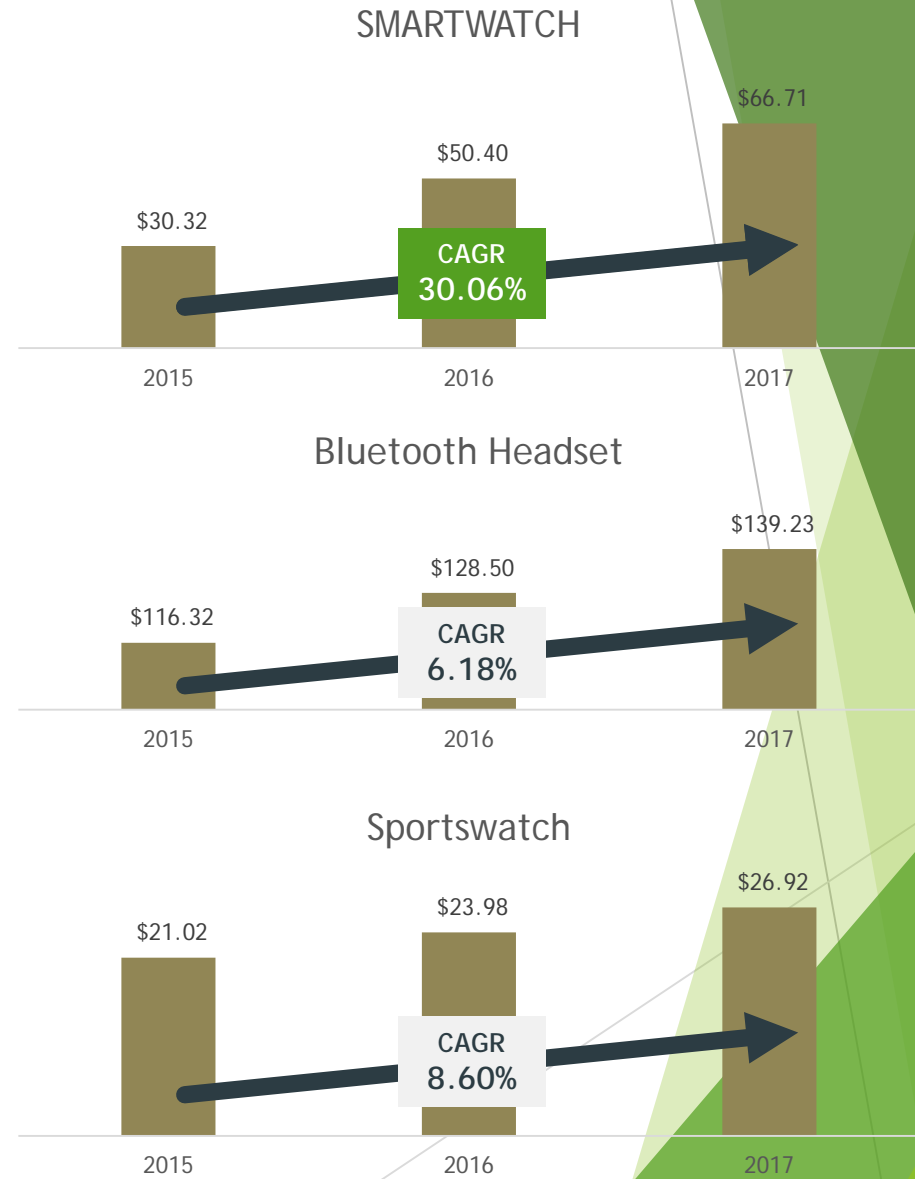 SMARTWATCH
$66.71
$50.40
$30.32
CAGR
30.06%
2015 2016 2017
Bluetooth Headset
$139.23
$128.50
$116.32
CAGR
6.18%
2015 2016 2017
Sportswatch
$26.92
$23.98
$21.02
CAGR
8.60%
2015 2016 2017